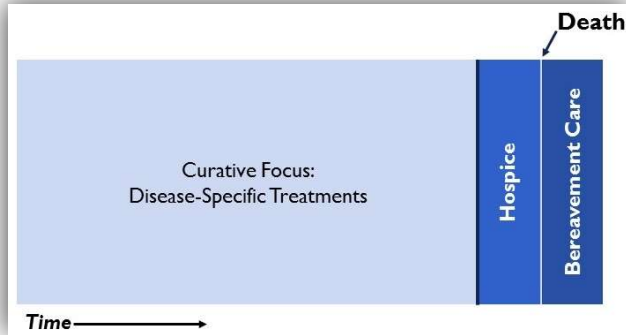 Death
Curative Focus:
Disease-Specific Treatments
Hospice
Bereavement Care
Time